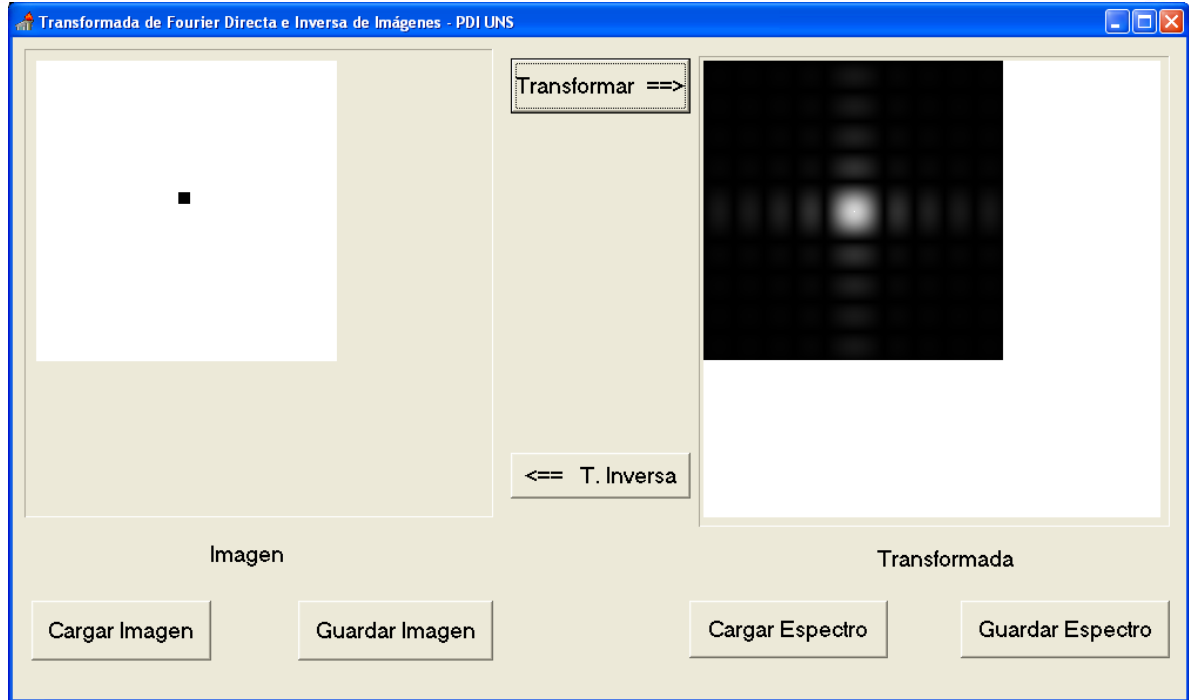 Transformada de Fourier Directa e Inversa de Imágenes - PDI UNS
Transformar ==>
<== T. Inversa
Imagen
Transformada
Cargar Imagen
Guardar Imagen
Cargar Espectro
Guardar Espectro